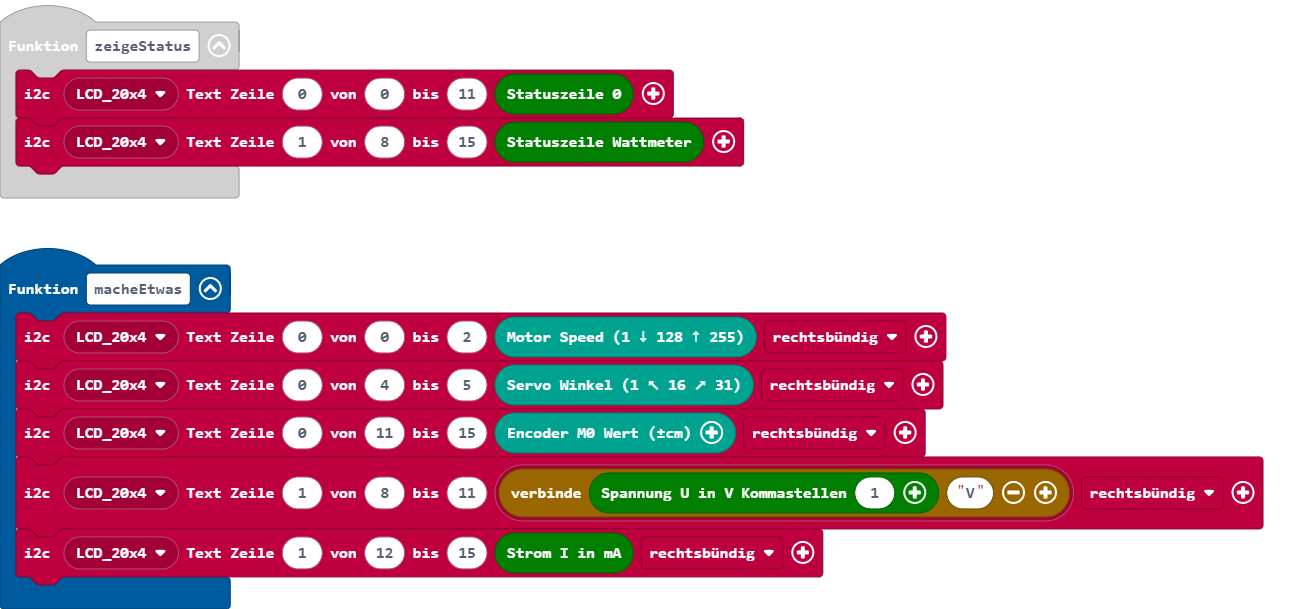 Funktion zeigeStatus
i2c LCD_20x4 Text Zeile 0 von 0 bis 11 Statuszeile 0
i2c LCD_20x4 Text Zeile 1 von 8 bis 15 Statuszeile Wattmeter
Funktion macheEtwas
i2c LCD_20x4 Text Zeile 0 von 0 bis 2 Motor Speed (1 ↓ 128 ↑ 255) rechtsbündig
i2c LCD_20x4 Text Zeile 0 von 4 bis 5 Servo Winkel (1 ↖ 16 ↗ 31) rechtsbündig
i2c LCD_20x4 Text Zeile 0 von 11 bis 15 Encoder M0 Wert (±cm) rechtsbündig
i2c LCD_20x4 Text Zeile 1 von 8 bis 11 verbinde Spannung U in V Kommastellen 1 "V" rechtsbündig
i2c LCD_20x4 Text Zeile 1 von 12 bis 15 Strom I in mA rechtsbündig